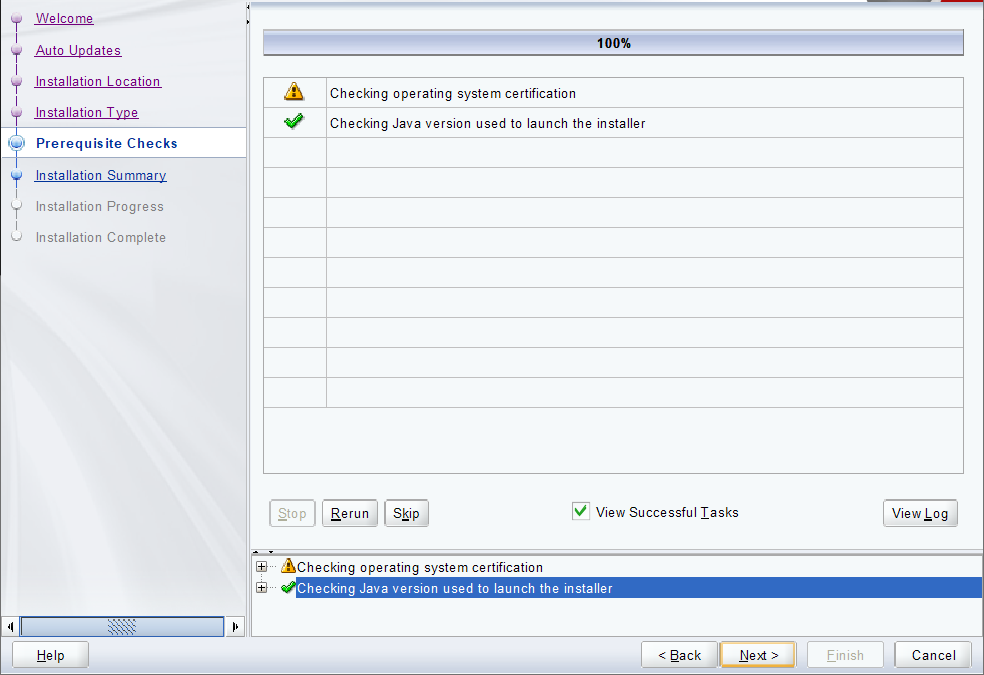 Welcome
Auto Updates
Installation Location
Installation Type
Prerequisite Checks
Installation Summary
Installation Progress
Installation Complete
100%
Checking operating system certification
Checking Java version used to launch the installer
Stop
Rerun
Skip
View Successful Tasks
View Log
Checking operating system certification
Checking Java version used to launch the installer
Help
< Back
Next >
Finish
Cancel